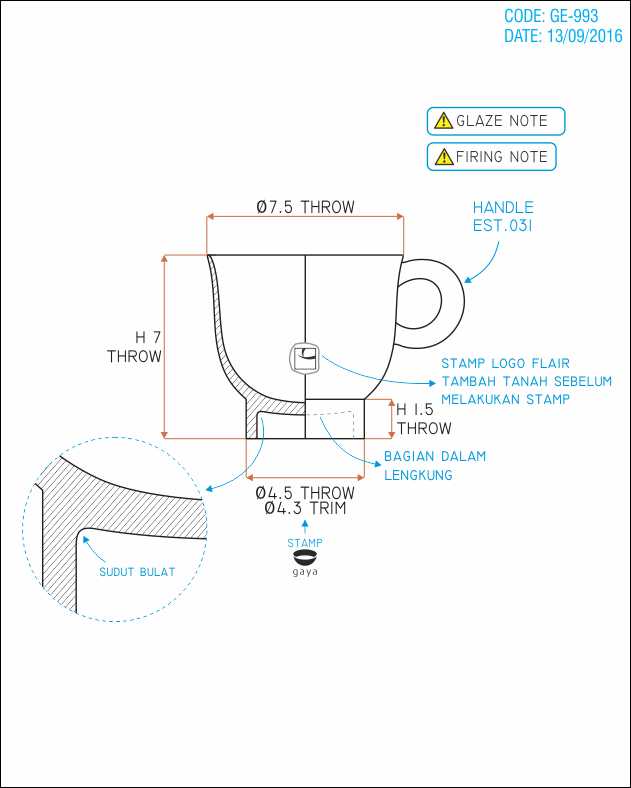 CODE: GE-993
DATE: 13/09/2016
GLAZE NOTE
FIRING NOTE
Ø7.5 THROW
HANDLE
EST.031
H 7
THROW
STAMP LOGO FLAIR
TAMBAH TANAH SEBELUM
MELAKUKAN STAMP
H 1.5
THROW
BAGIAN DALAM
LENGKUNG
Ø4.5 THROW
Ø4.3 TRIM
STAMP
gaya
SUDUT BULAT